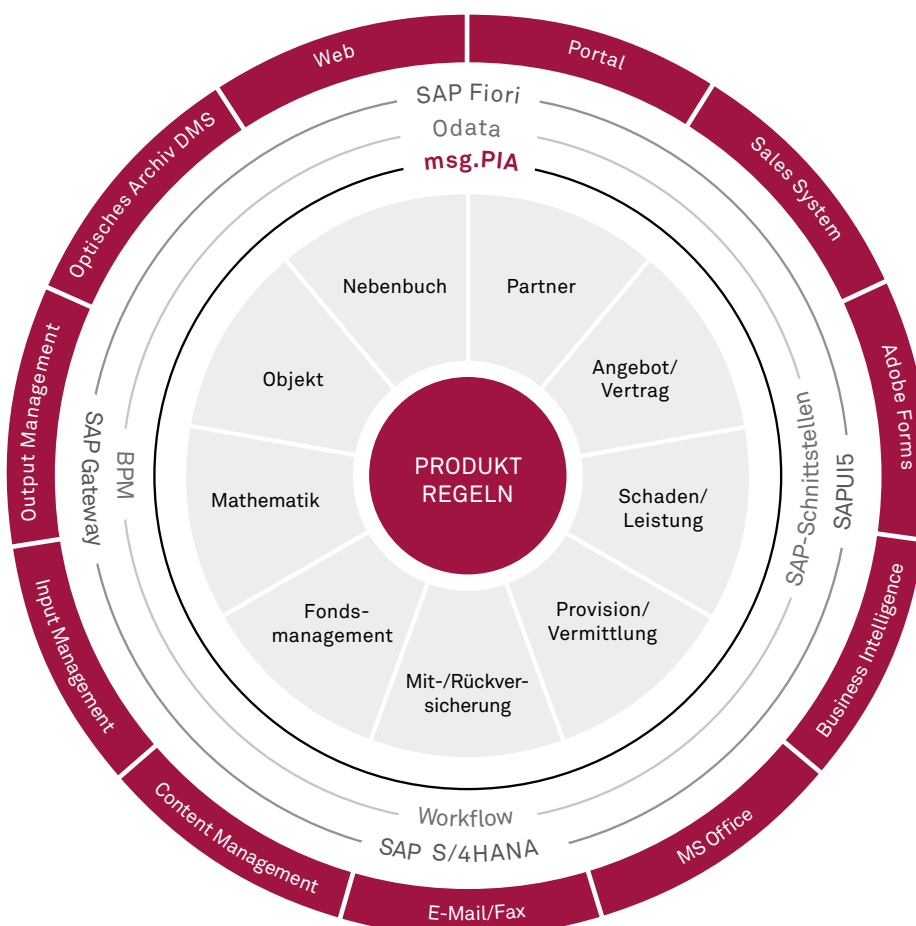 Web
Portal
Sales System
Adobe Forms
Business Intelligence
MS Office
E-Mail/Fax
Content Management
Input Management
Output Management
Optisches Archiv DMS
SAP Fiori
SAPUI5
SAP S/4HANA
SAP Gateway
Odata
SAP-Schnittstellen
Workflow
BPM
msg.PIA
Partner
Angebot/
Vertrag
Schaden/
Leistung
Provision/
Vermittlung
Mit-/Rückver-
sicherung
Fonds-
management
Mathematik
Objekt
Nebenbuch
PRODUKT
REGELN